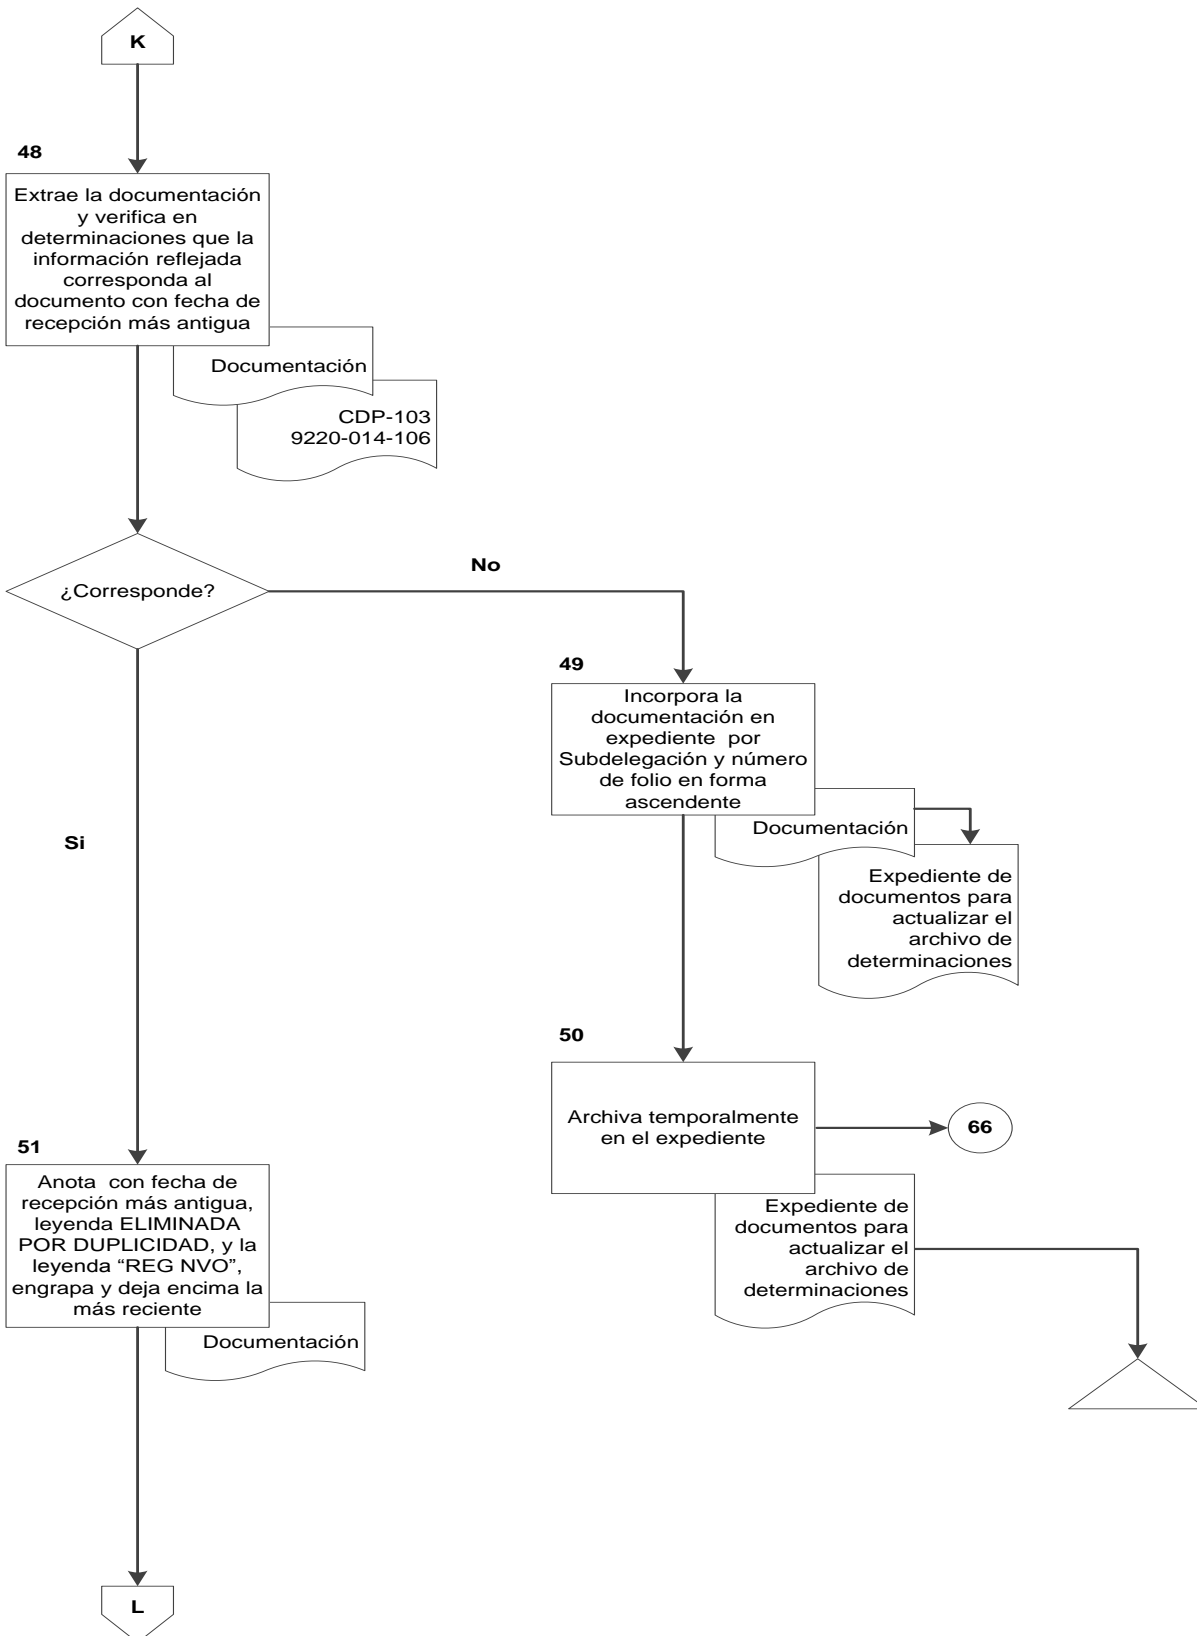 K
48
Extrae la documentación
y verifica en
determinaciones que la
información reflejada
corresponda al
documento con fecha de
recepción más antigua
Documentación
CDP-103
9220-014-106
¿Corresponde?
No
49
Incorpora la
documentación en
expediente por
Subdelegación y número
de folio en forma
ascendente
Documentación
Expediente de
documentos para
actualizar el
archivo de
determinaciones
Si
50
Archiva temporalmente
en el expediente
66
Expediente de
documentos para
actualizar el
archivo de
determinaciones
51
Anota con fecha de
recepción más antigua,
leyenda ELIMINADA
POR DUPLICIDAD, y la
leyenda “REG NVO”,
engrapa y deja encima la
más reciente
Documentación
L